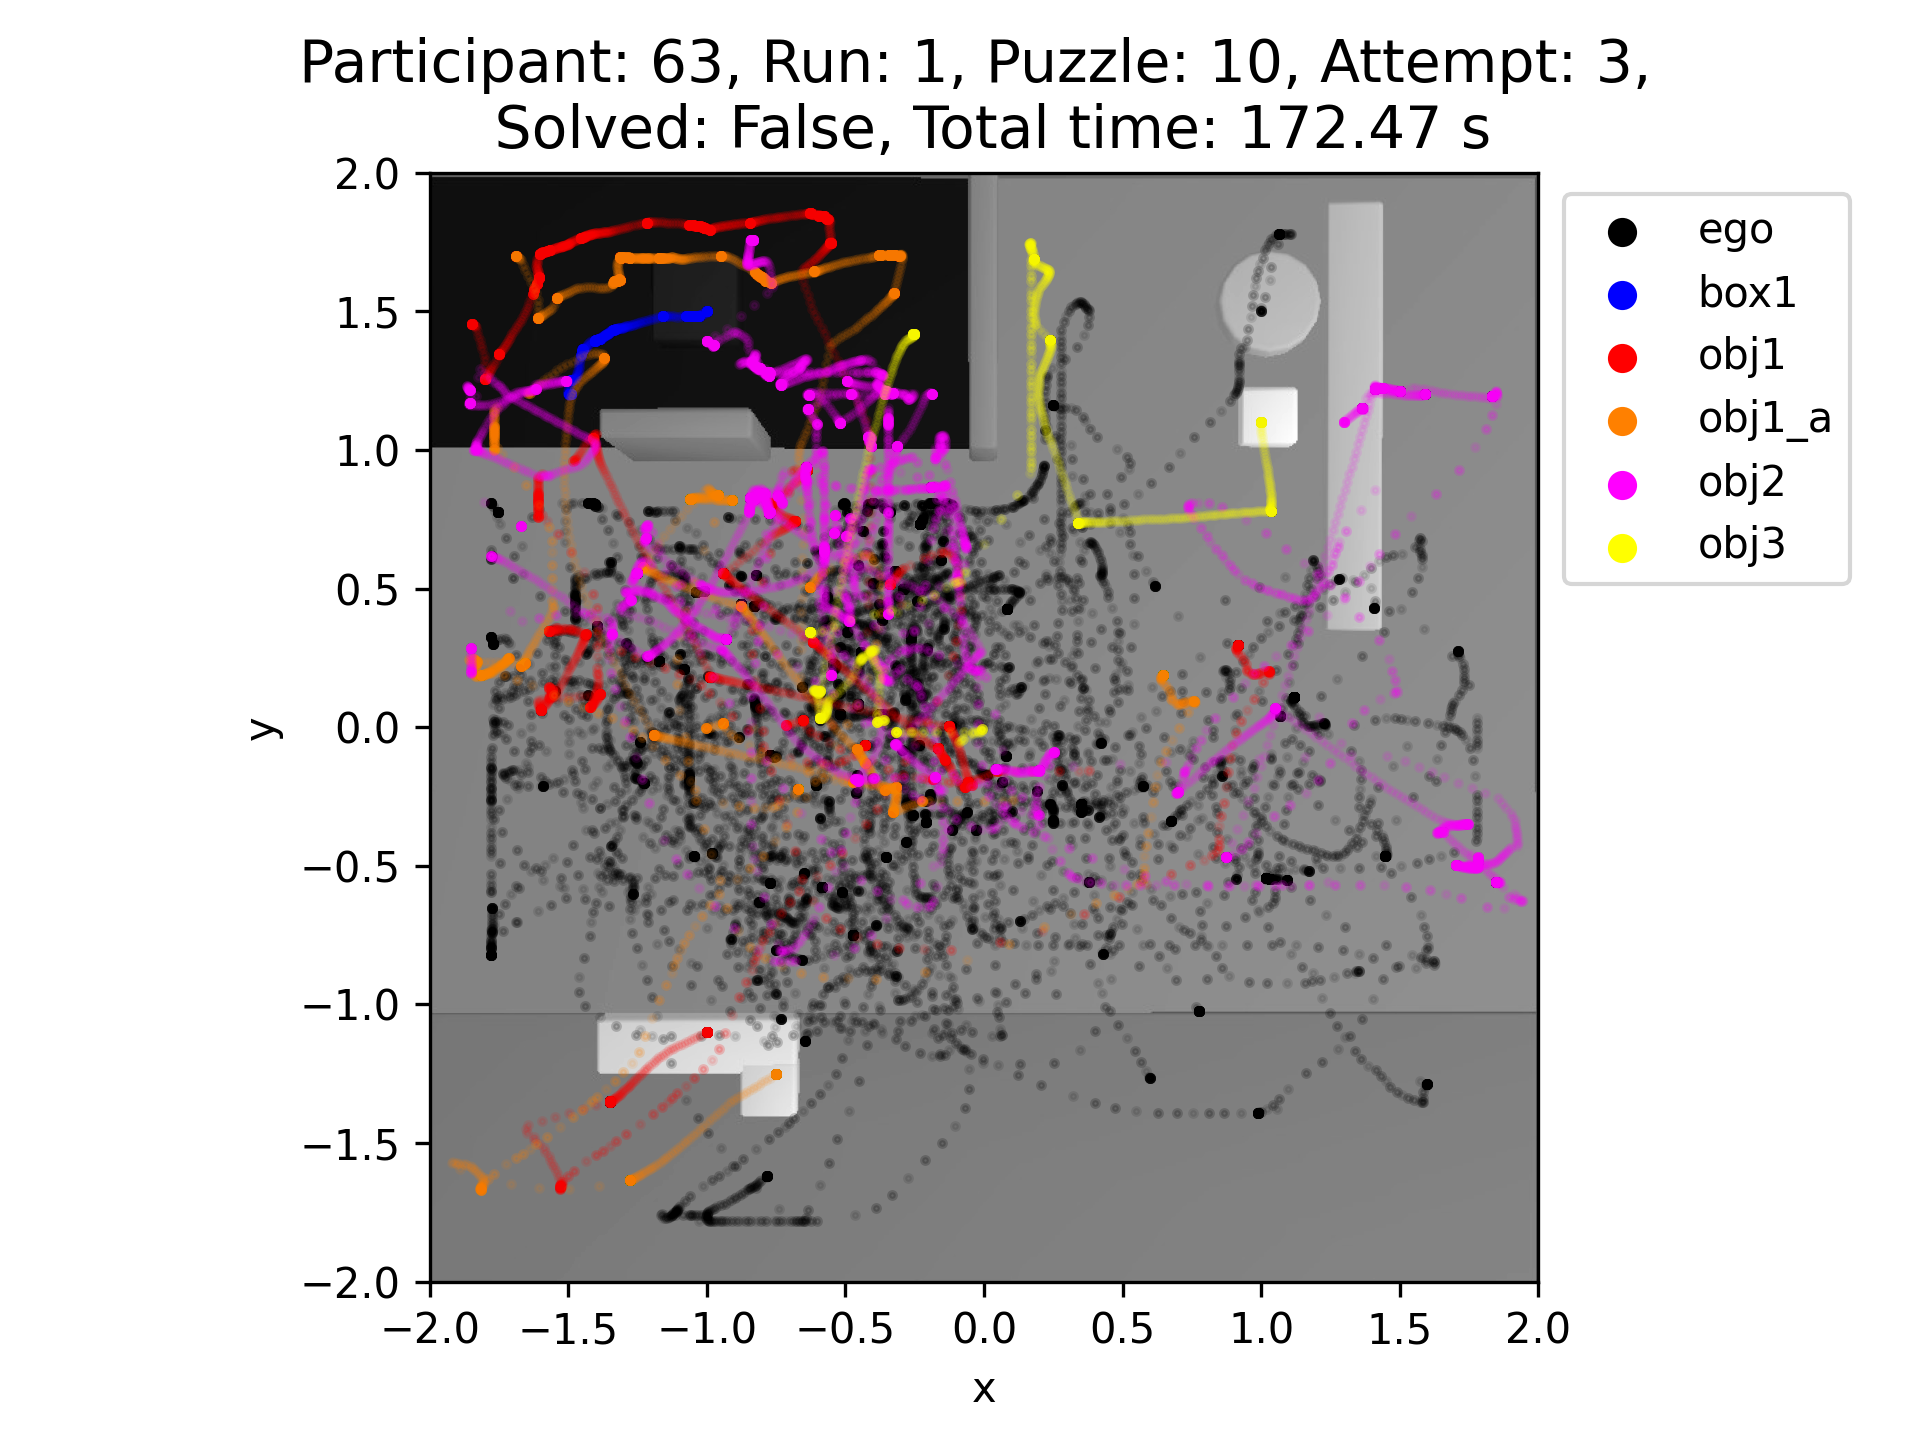 Participant: 63, Run: 1, Puzzle: 10, Attempt: 3,
Solved: False, Total time: 172.47 s
2.0
1.5
1.0
0.5
0.0
−0.5
−1.0
−1.5
−2.0
y
−2.0 −1.5 −1.0 −0.5 0.0 0.5 1.0 1.5 2.0
x
ego
box1
obj1
obj1_a
obj2
obj3